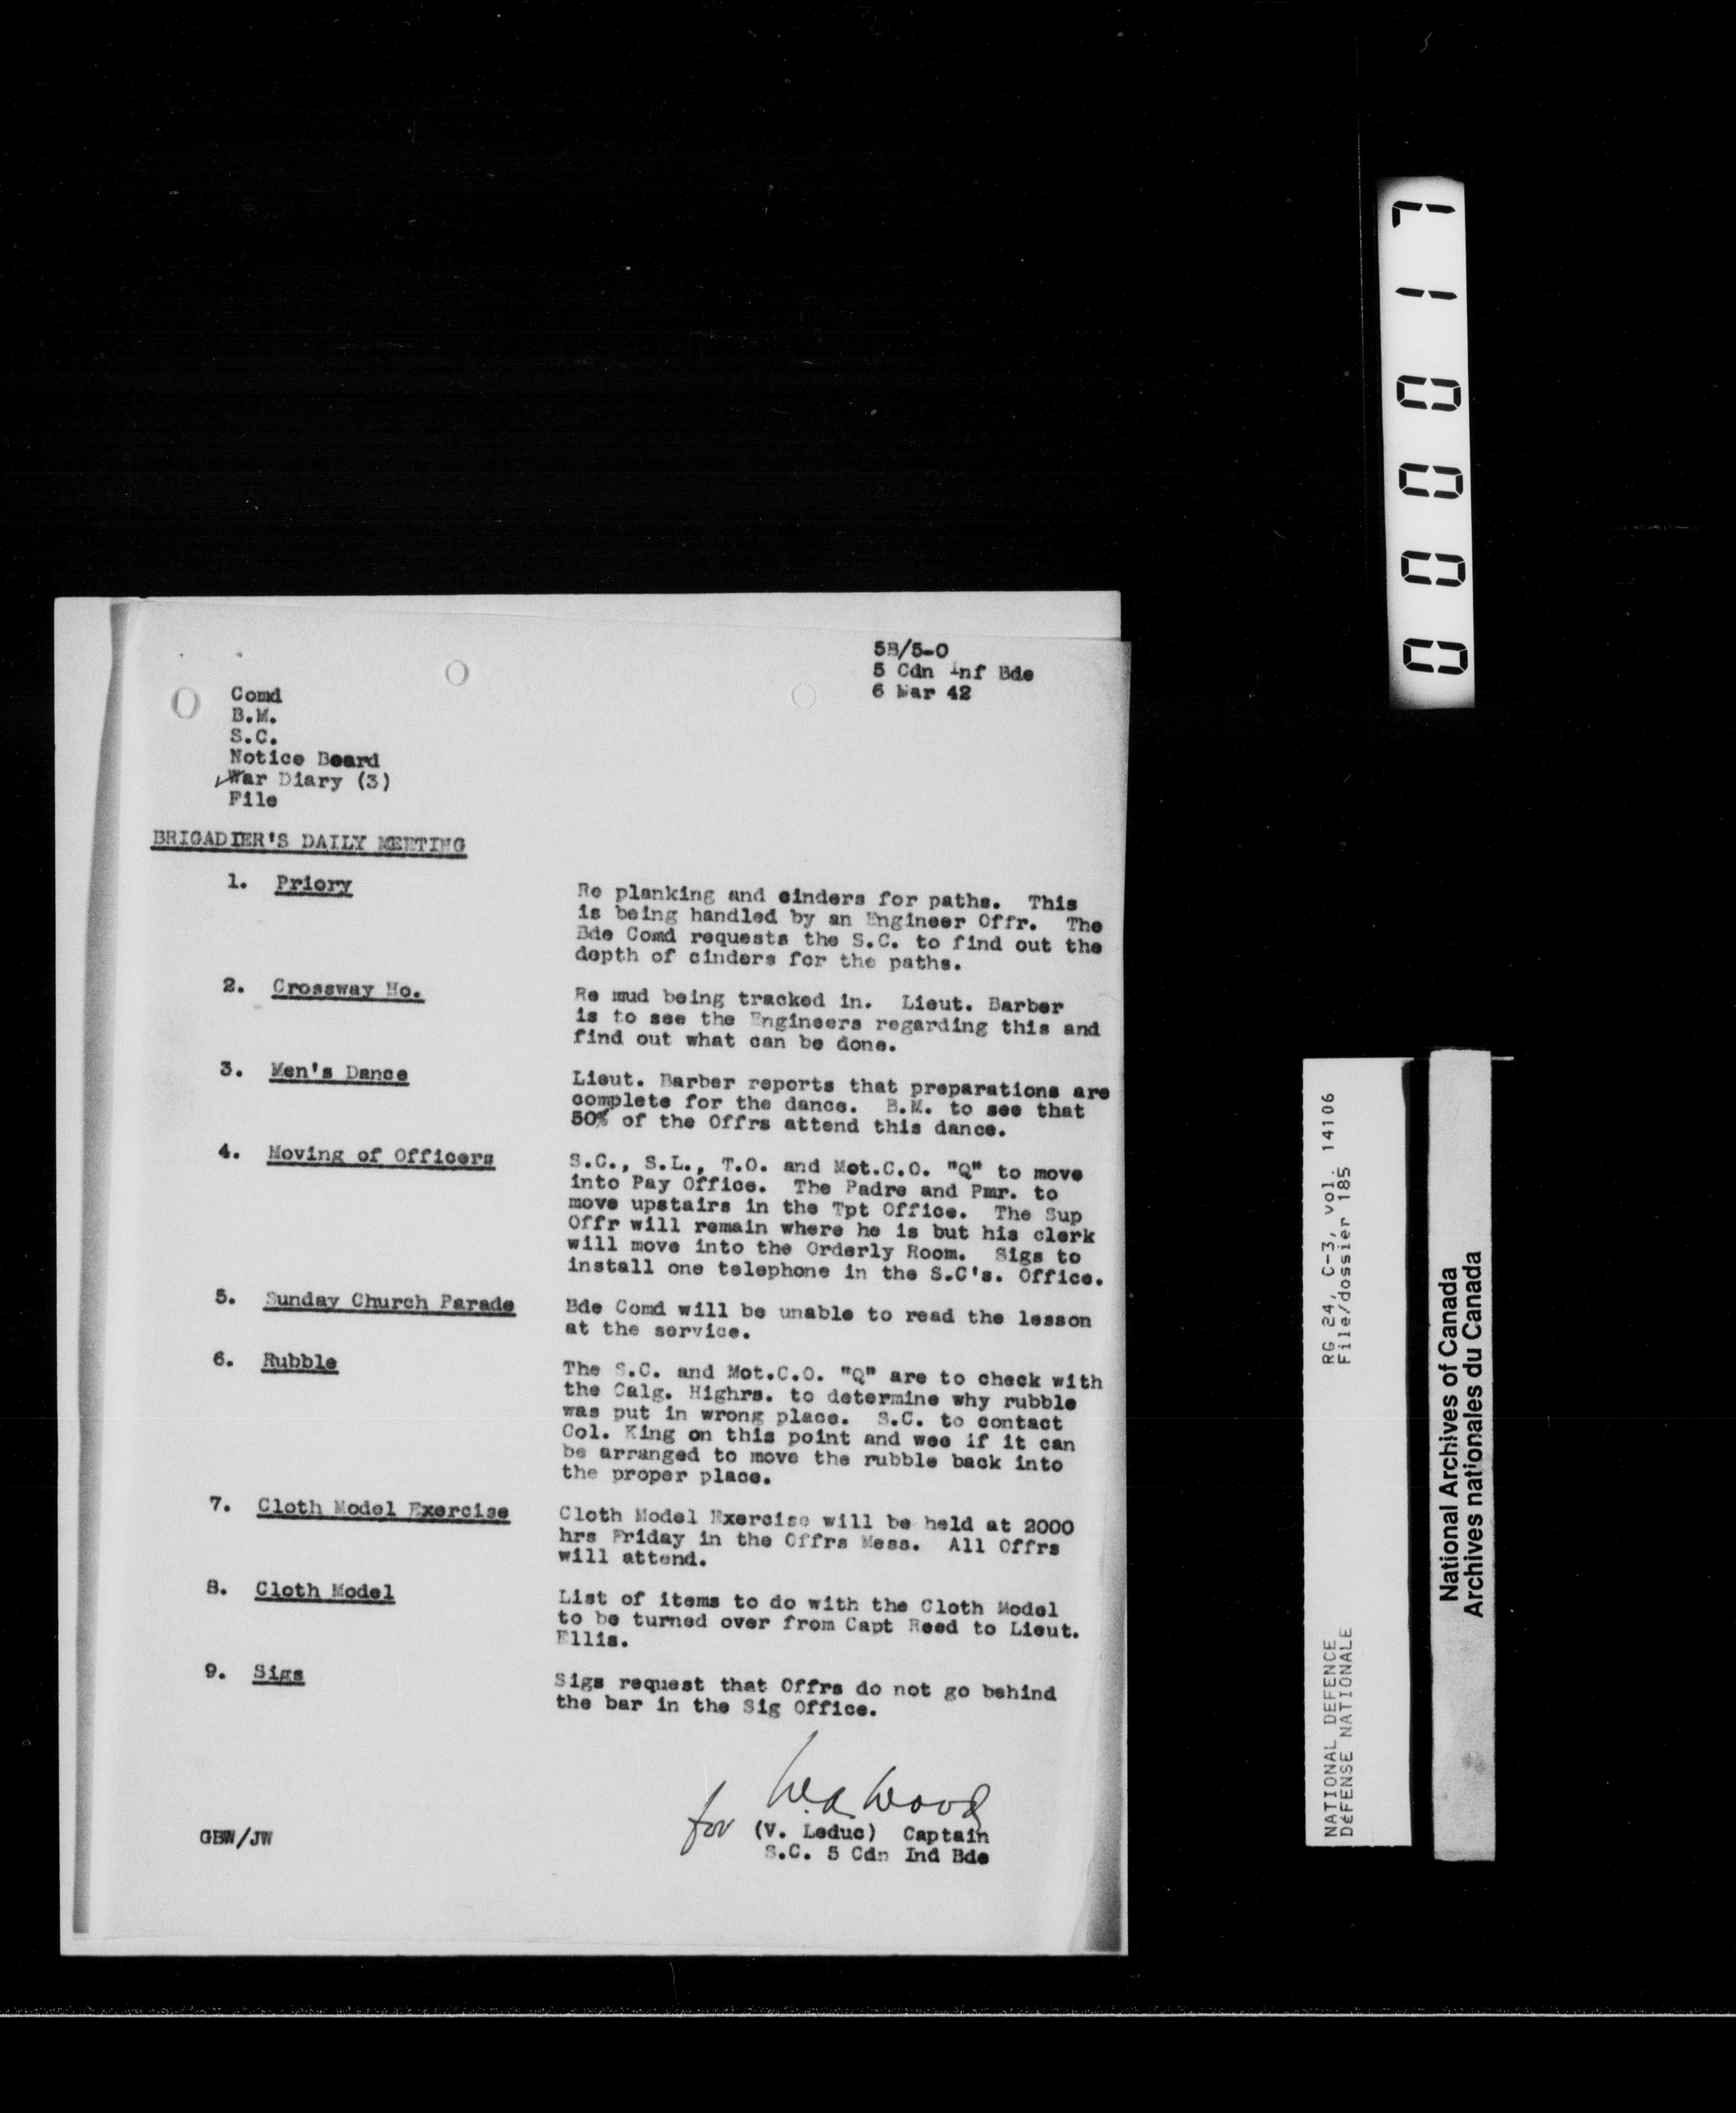 5B/5-0
5 Cdn Inf Bde
6 Mar 42
Comd
B.M.
S.C.
Notice Board
War Diary (3)
File
BRIGADIER'S DAILY MEETING
1. Priory
Re planking and cinders for paths. This
is being handled by an Engineer Offr. The
Bde Comd requests the S.C. to find out the
depth of cinders for the paths.
2. Crossway Ho.
Re mud being tracked in. Lieut. Barber
is to see the Engineers regarding this and
find out what can be done.
3. Men's Dance
Lieut. Barber reports that preparations are
complete for the dance. B.M. to see that
50% of the Offrs attend this dance.
4. Moving of Officers
S.C., S.L., T.O. and Mot.C.O. "Q" to move
into Pay Office. The Padre and Pmr. to
move upstairs in the Tpt Office. The Sup
Offr will remain where he is but his clerk
will move into the Orderly Room. Sigs to
install one telephone in the S.C's. Office.
5. Sunday Church Parade
Bde Comd will be unable to read the lesson
at the service.
6. Rubble
The S.C. and Mot.C.O. "Q" are to check with
the Calg. Highrs. to determine why rubble
was put in wrong place. S.C. to contact
Col. King on this point and wee if it can
be arranged to move the rubble back into
the proper place.
7. Cloth Model Exercise
Cloth Model Exercise will be held at 2000
hrs Friday in the Offrs Mess. All Offrs
will attend.
8. Cloth Model
List of items to do with the Cloth Model
to be turned over from Capt Reed to Lieut.
Ellis.
9. Sigs
Sigs request that Offrs do not go behind
the bar in the Sig Office.
for
(V. Leduc) Captain
S.C. 5 Cdn Ind Bde
GBW/JW
000017
NATIONAL DEFENCE RG 24, C-3, vol. 14106
DéFENSE NATIONALE File/dossier 185
National Archives of Canada
Archives nationales du Canada